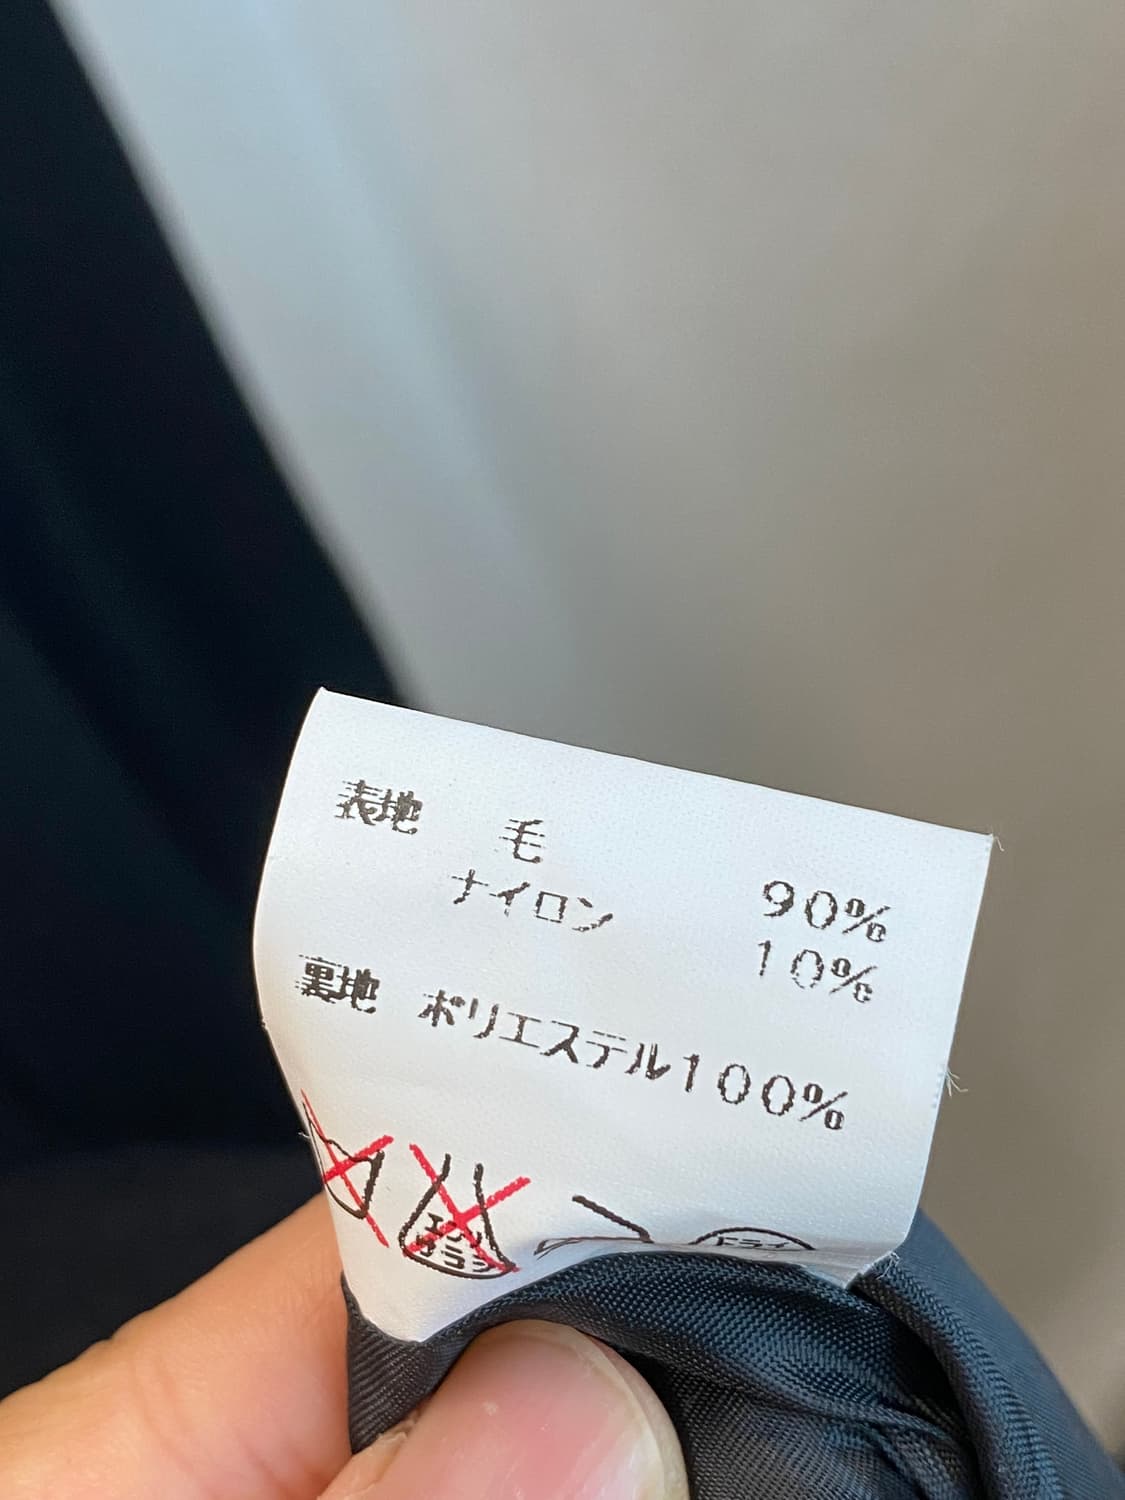 表地 毛 90%
ナイロン 10%
裏地 ポリエステル100%
エンソ
サラシ
ドライ